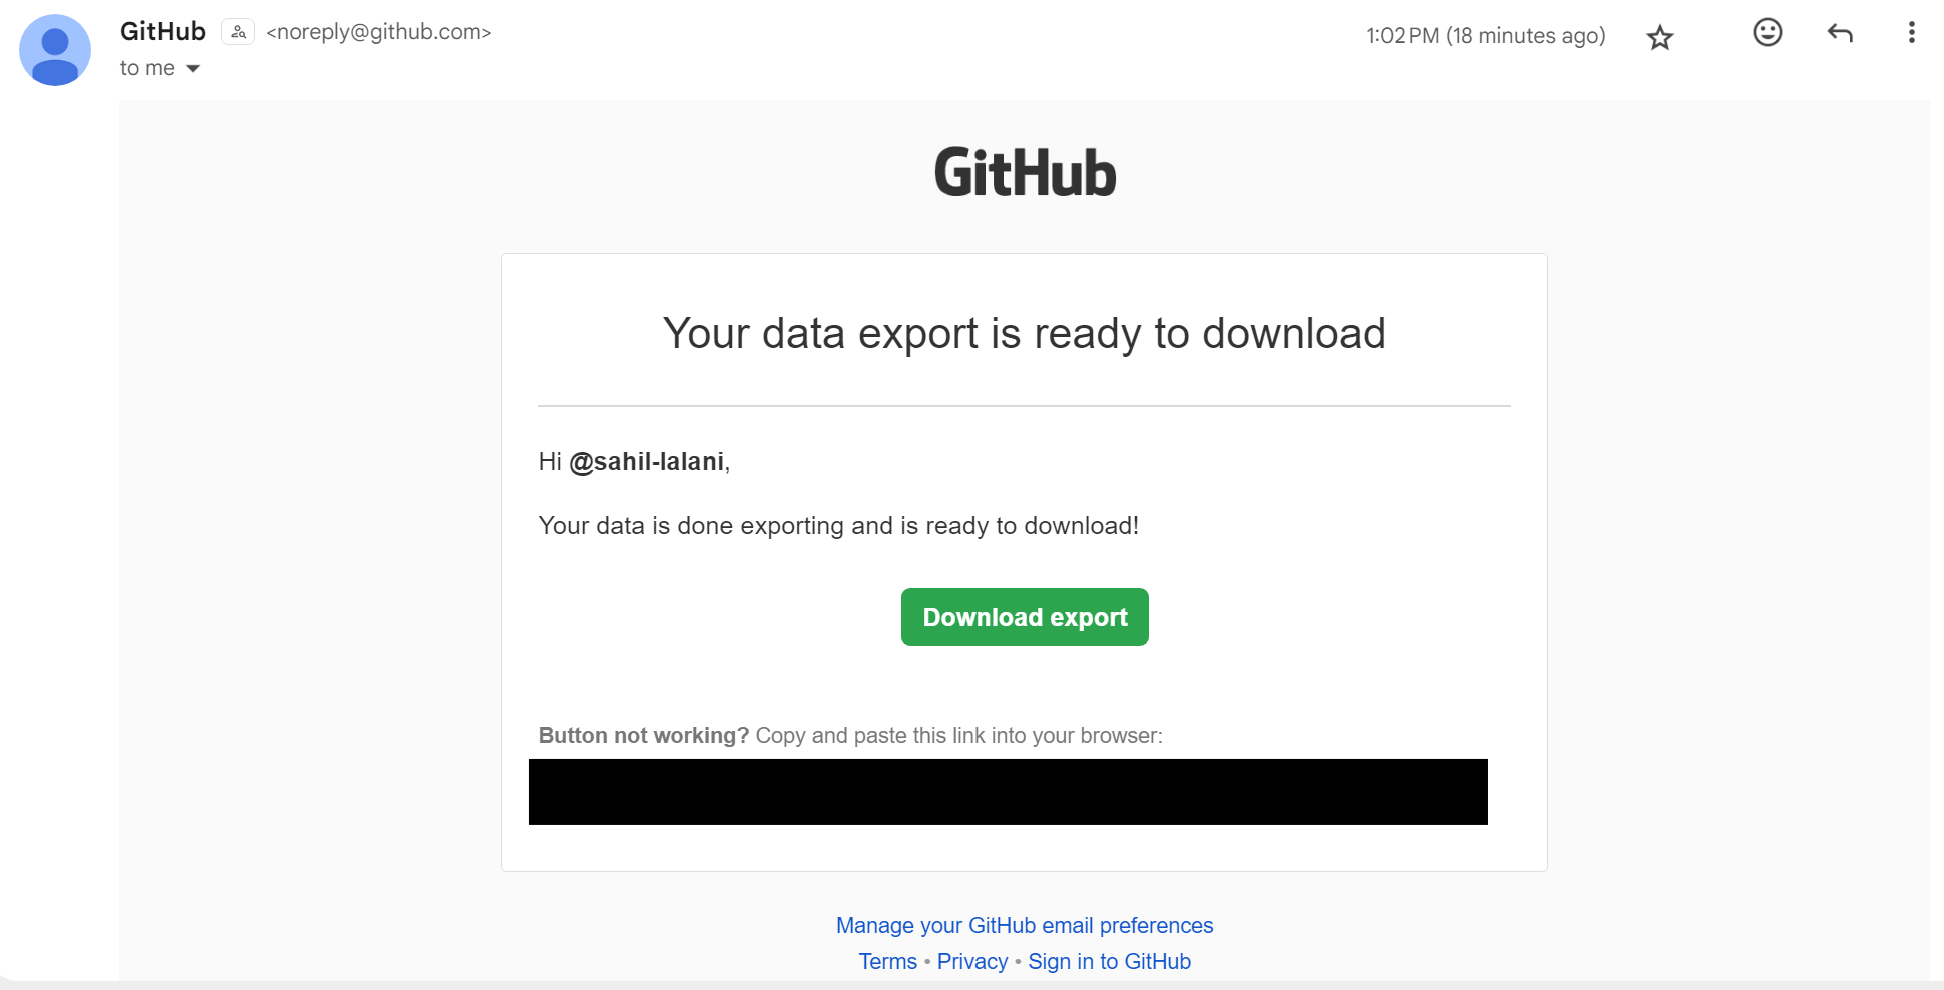 GitHub <noreply@github.com>
1:02 PM (18 minutes ago)
to me
GitHub
Your data export is ready to download
Hi @sahil-lalani,
Your data is done exporting and is ready to download!
Download export
Button not working? Copy and paste this link into your browser:
Manage your GitHub email preferences
Terms • Privacy • Sign in to GitHub